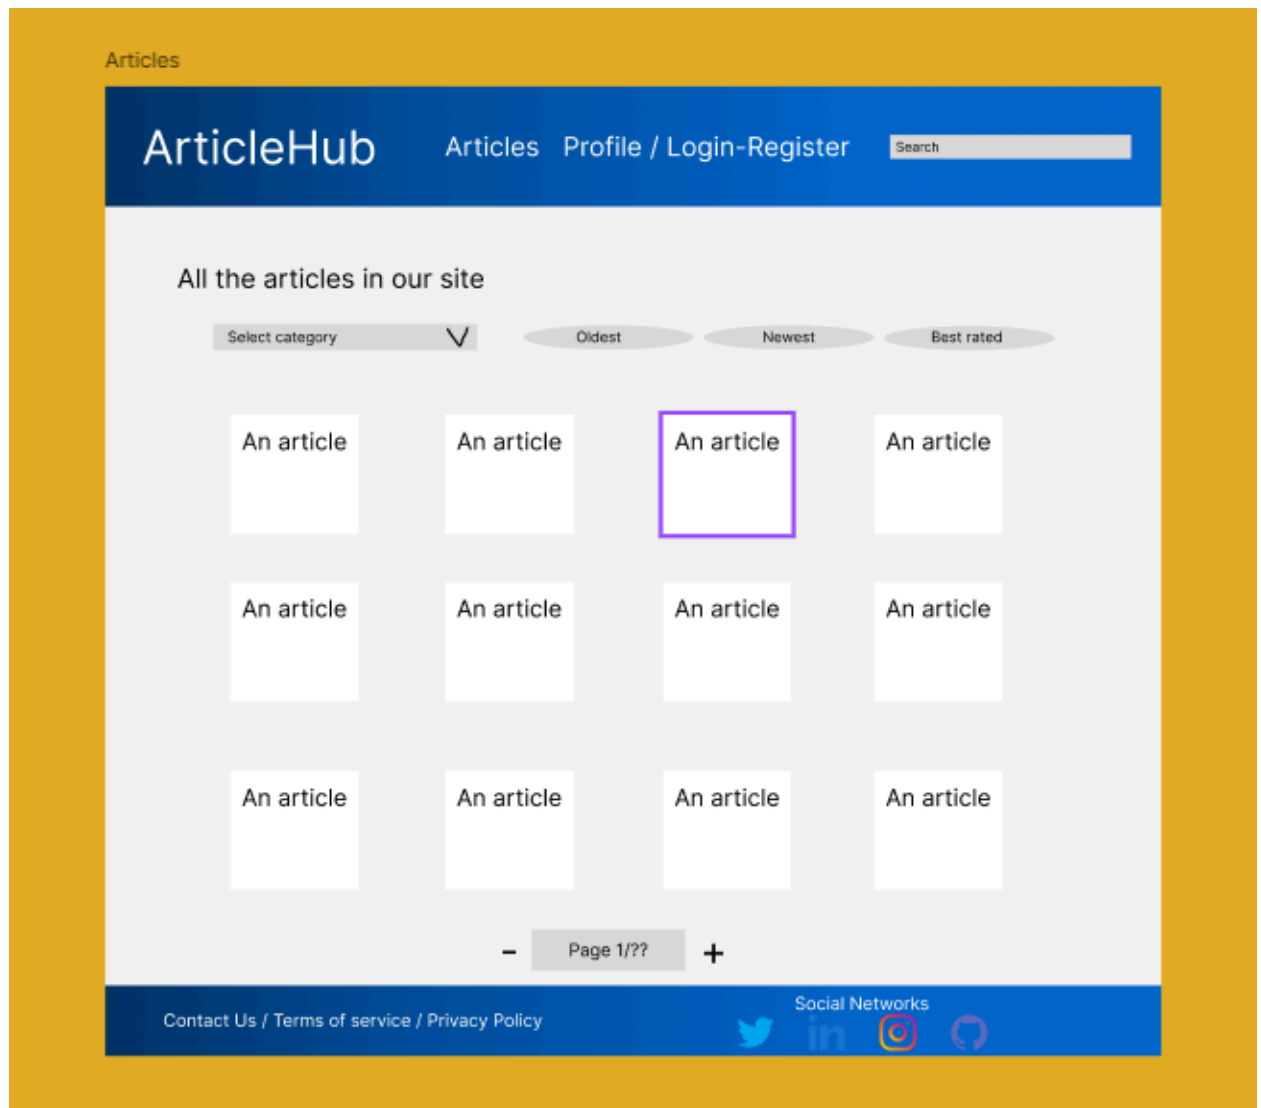 Articles
ArticleHub
Articles Profile / Login-Register
Search
All the articles in our site
Select category
Oldest
Newest
Best rated
An article An article An article An article
An article An article An article An article
An article An article An article An article
- Page 1/?? +
Contact Us / Terms of service / Privacy Policy
Social Networks
in